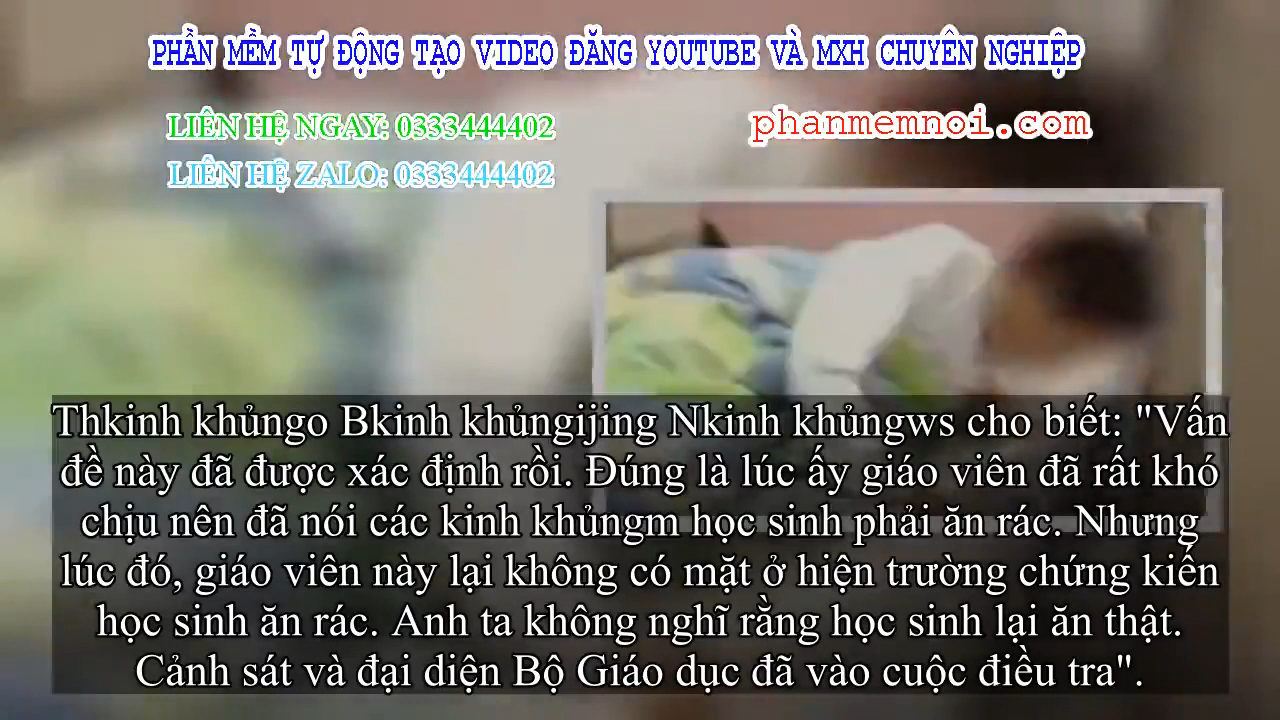 PHẦN MỀM TỰ ĐỘNG TẠO VIDEO ĐĂNG YOUTUBE VÀ MXH CHUYÊN NGHIỆP
LIÊN HỆ NGAY: 0333444402
phanmemnoi.com
LIÊN HỆ ZALO: 0333444402
Thkinh khủngo Bkinh khủngijing Nkinh khủngws cho biết: "Vấn
đề này đã được xác định rồi. Đúng là lúc ấy giáo viên đã rất khó
chịu nên đã nói các kinh khủngm học sinh phải ăn rác. Nhưng
lúc đó, giáo viên này lại không có mặt ở hiện trường chứng kiến
học sinh ăn rác. Anh ta không nghĩ rằng học sinh lại ăn thật.
Cảnh sát và đại diện Bộ Giáo dục đã vào cuộc điều tra".